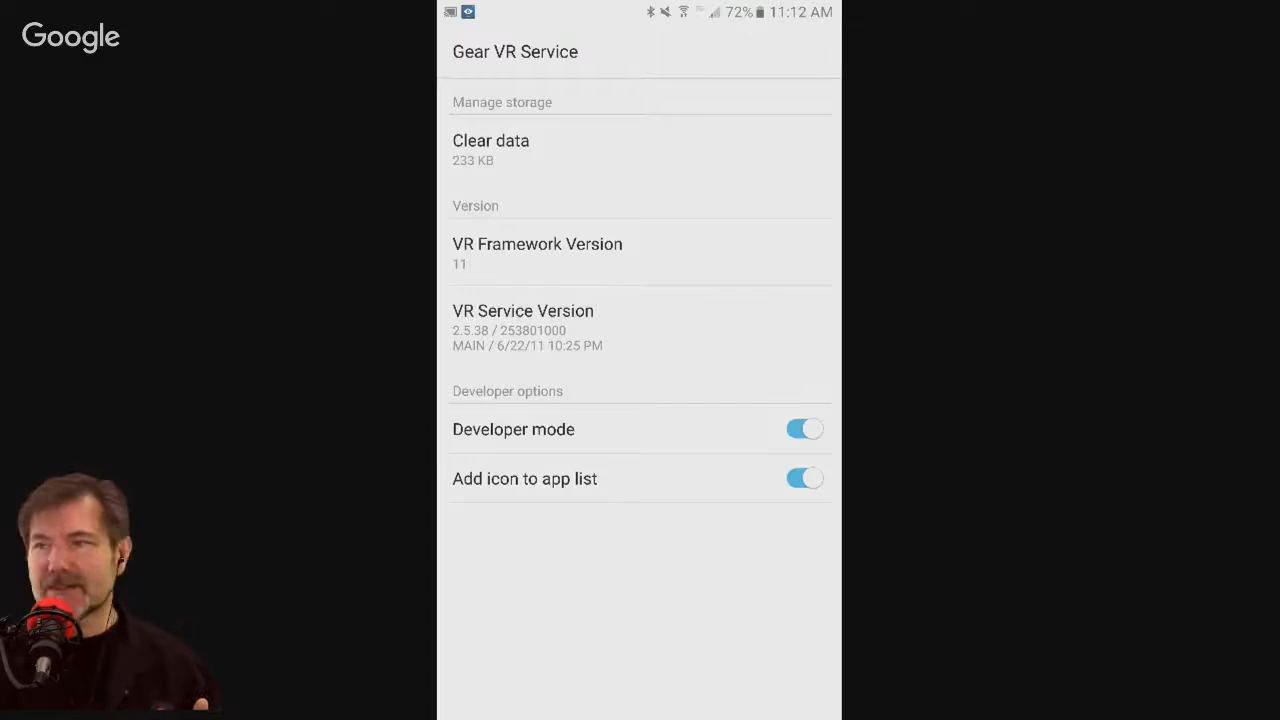 Google
72% 11:12 AM
Gear VR Service
Manage storage
Clear data
233 KB
Version
VR Framework Version
11
VR Service Version
2.5.38 / 253801000
MAIN / 6/22/11 10:25 PM
Developer options
Developer mode
Add icon to app list